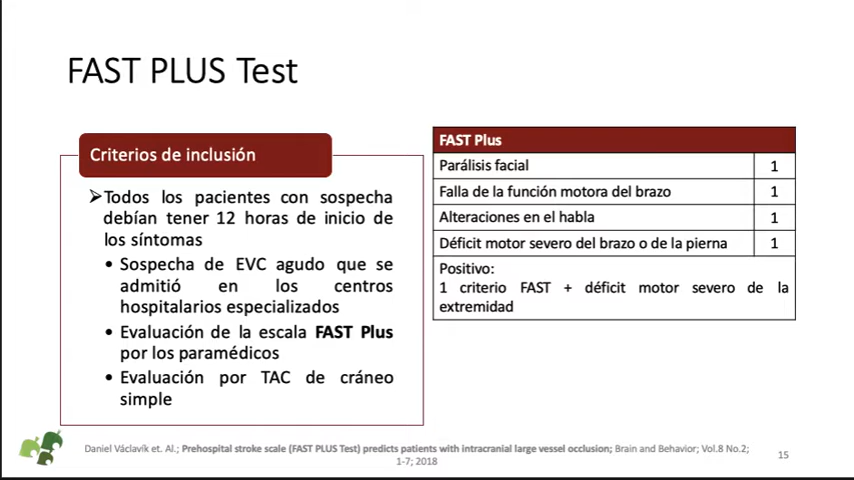 FAST PLUS Test
Criterios de inclusión
➢Todos los pacientes con sospecha
debían tener 12 horas de inicio de
los síntomas
• Sospecha de EVC agudo que se
admitió en los centros
hospitalarios especializados
• Evaluación de la escala FAST Plus
por los paramédicos
• Evaluación por TAC de cráneo
simple
FAST Plus
Parálisis facial 1
Falla de la función motora del brazo 1
Alteraciones en el habla 1
Déficit motor severo del brazo o de la pierna 1
Positivo:
1 criterio FAST + déficit motor severo de la
extremidad
Daniel Václavík et. Al.; Prehospital stroke scale (FAST PLUS Test) predicts patients with intracranial large vessel occlusion; Brain and Behavior; Vol.8 No.2;
1-7; 2018
15